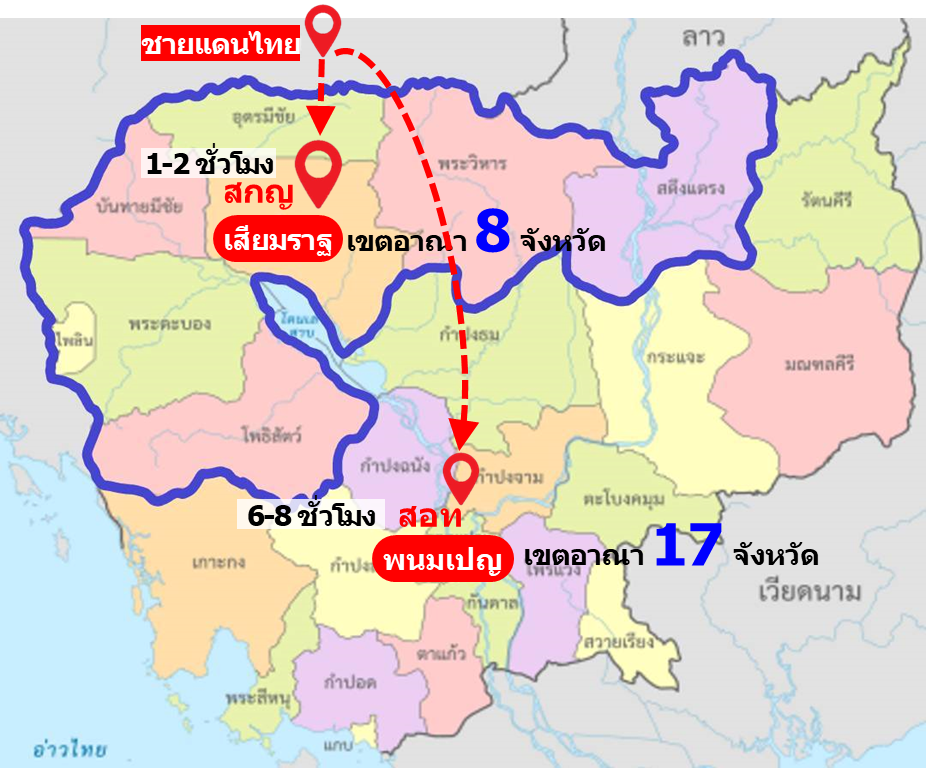 ชายแดนไทย
ลาว
อุดรมีชัย
1-2 ชั่วโมง
พระวิหาร
สกญ
สตึงแตรง
บันทายมีชัย
รัตนคีรี
เสียมราฐ เขตอาณา 8 จังหวัด
พระตะบอง
โตนเลสาบ
ไพลิน
กำปงธม
กระแจะ
มณฑลคีรี
โพธิสัตว์
กำปงฉนัง
กำปงจาม
ตะโบงคมุม
6-8 ชั่วโมง สอท
พนมเปญ เขตอาณา 17 จังหวัด
เกาะกง
เวียดนาม
กันดาล
สวายเรียง
ตาแก้ว
กำปอด
พระสีหนุ
แกบ
อ่าวไทย